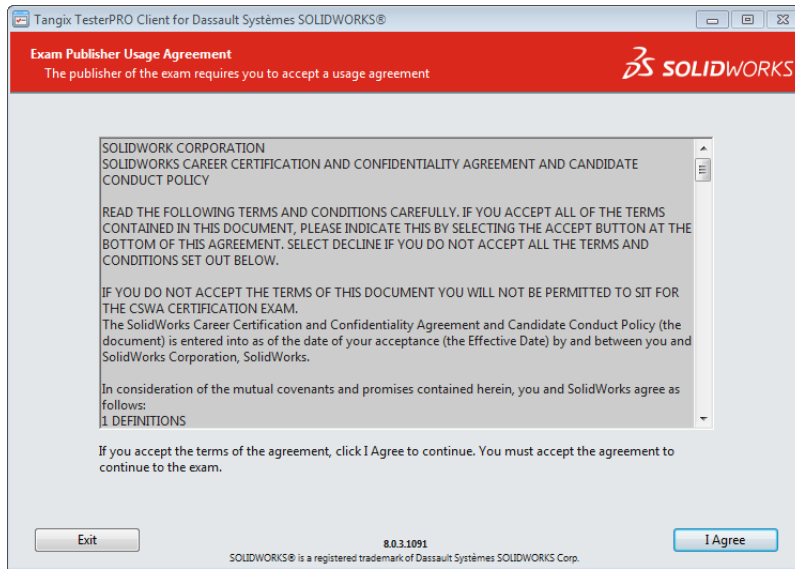 Tangix TesterPRO Client for Dassault Systèmes SOLIDWORKS®
Exam Publisher Usage Agreement
The publisher of the exam requires you to accept a usage agreement
SOLIDWORKS
SOLIDWORK CORPORATION
SOLIDWORKS CAREER CERTIFICATION AND CONFIDENTIALITY AGREEMENT AND CANDIDATE
CONDUCT POLICY
READ THE FOLLOWING TERMS AND CONDITIONS CAREFULLY. IF YOU ACCEPT ALL OF THE TERMS
CONTAINED IN THIS DOCUMENT, PLEASE INDICATE THIS BY SELECTING THE ACCEPT BUTTON AT THE
BOTTOM OF THIS AGREEMENT. SELECT DECLINE IF YOU DO NOT ACCEPT ALL THE TERMS AND
CONDITIONS SET OUT BELOW.
IF YOU DO NOT ACCEPT THE TERMS OF THIS DOCUMENT YOU WILL NOT BE PERMITTED TO SIT FOR
THE CSWA CERTIFICATION EXAM.
The SolidWorks Career Certification and Confidentiality Agreement and Candidate Conduct Policy (the
document) is entered into as of the date of your acceptance (the Effective Date) by and between you and
SolidWorks Corporation, SolidWorks.
In consideration of the mutual covenants and promises contained herein, you and SolidWorks agree as
follows:
1 DEFINITIONS
If you accept the terms of the agreement, click I Agree to continue. You must accept the agreement to
continue to the exam.
Exit
8.0.3.1091
I Agree
SOLIDWORKS® is a registered trademark of Dassault Systèmes SOLIDWORKS Corp.